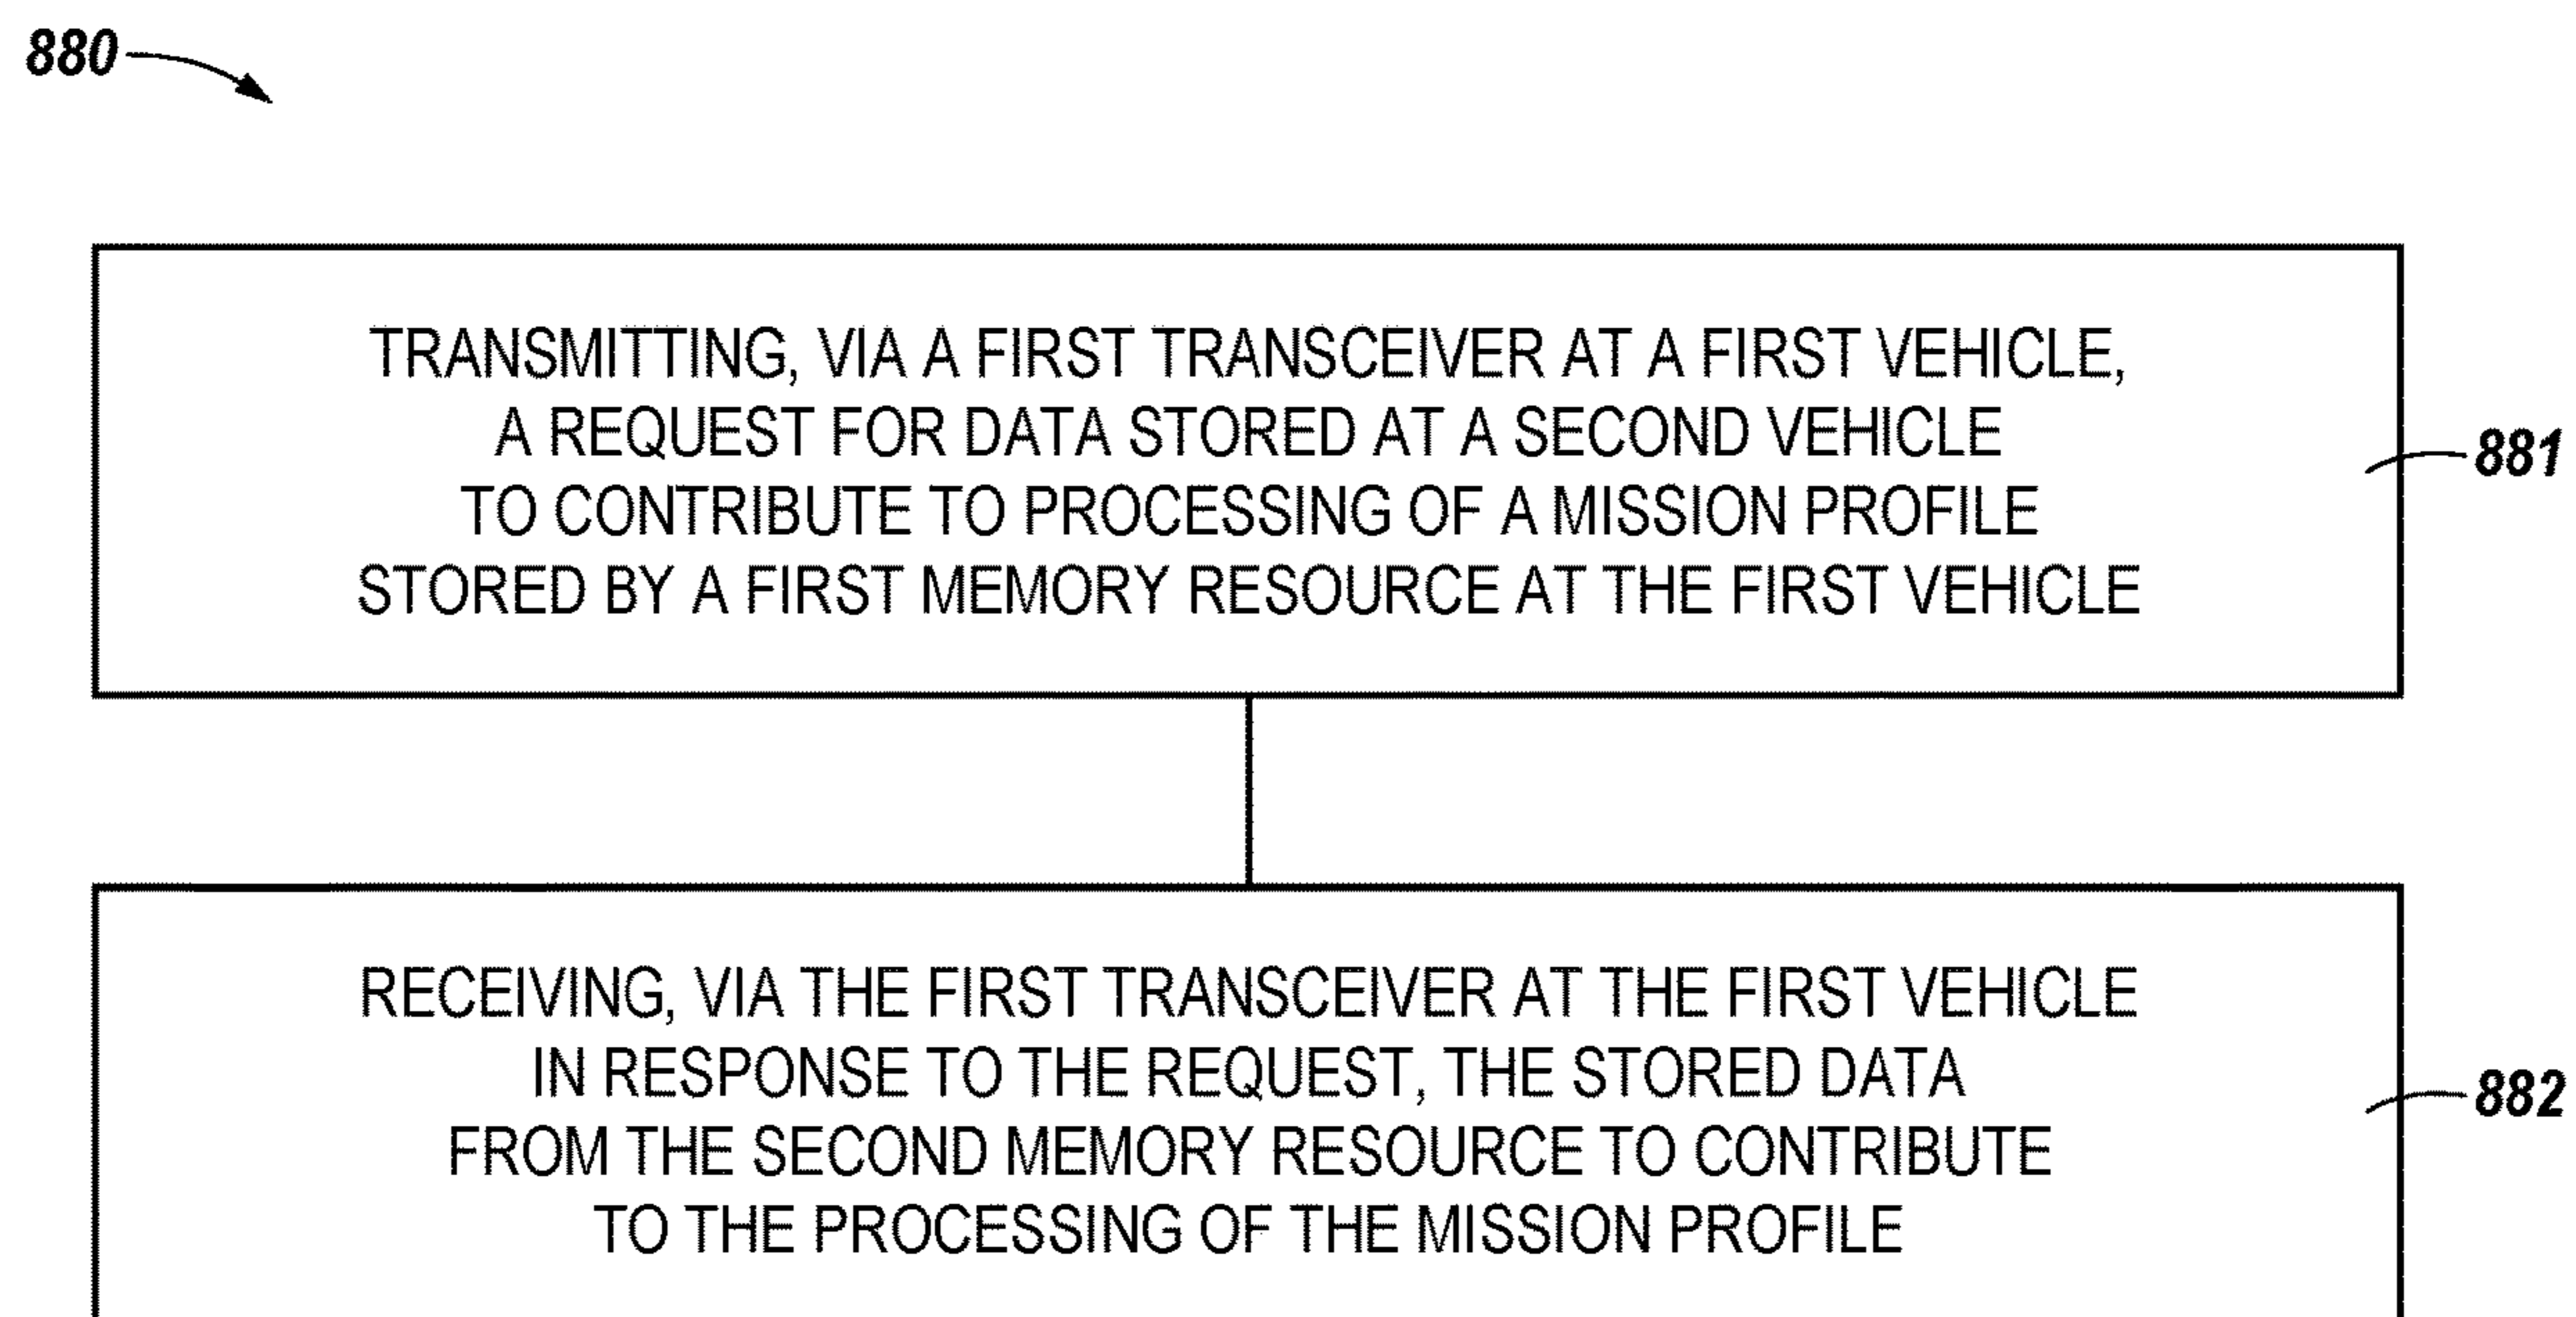 880
TRANSMITTING, VIA A FIRST TRANSCEIVER AT A FIRST VEHICLE,
A REQUEST FOR DATA STORED AT A SECOND VEHICLE
TO CONTRIBUTE TO PROCESSING OF A MISSION PROFILE
STORED BY A FIRST MEMORY RESOURCE AT THE FIRST VEHICLE
881
RECEIVING, VIA THE FIRST TRANSCEIVER AT THE FIRST VEHICLE
IN RESPONSE TO THE REQUEST, THE STORED DATA
FROM THE SECOND MEMORY RESOURCE TO CONTRIBUTE
TO THE PROCESSING OF THE MISSION PROFILE
882